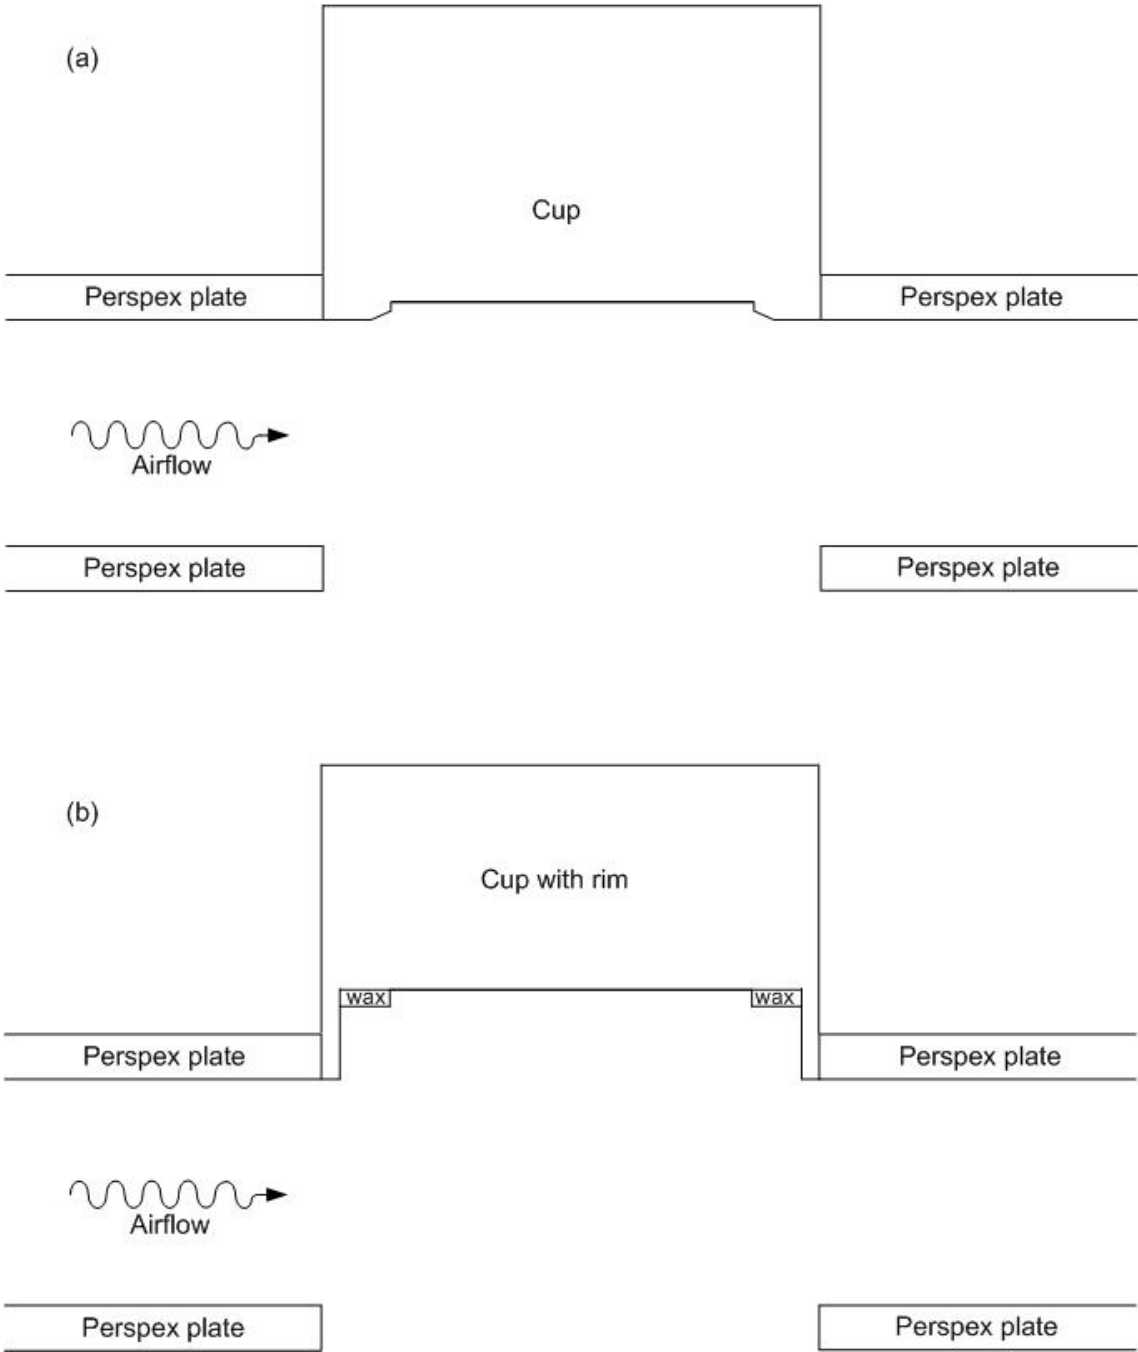 (a)
Cup
Perspex plate
Perspex plate
Airflow
Perspex plate
Perspex plate
(b)
Cup with rim
wax
wax
Perspex plate
Perspex plate
Airflow
Perspex plate
Perspex plate